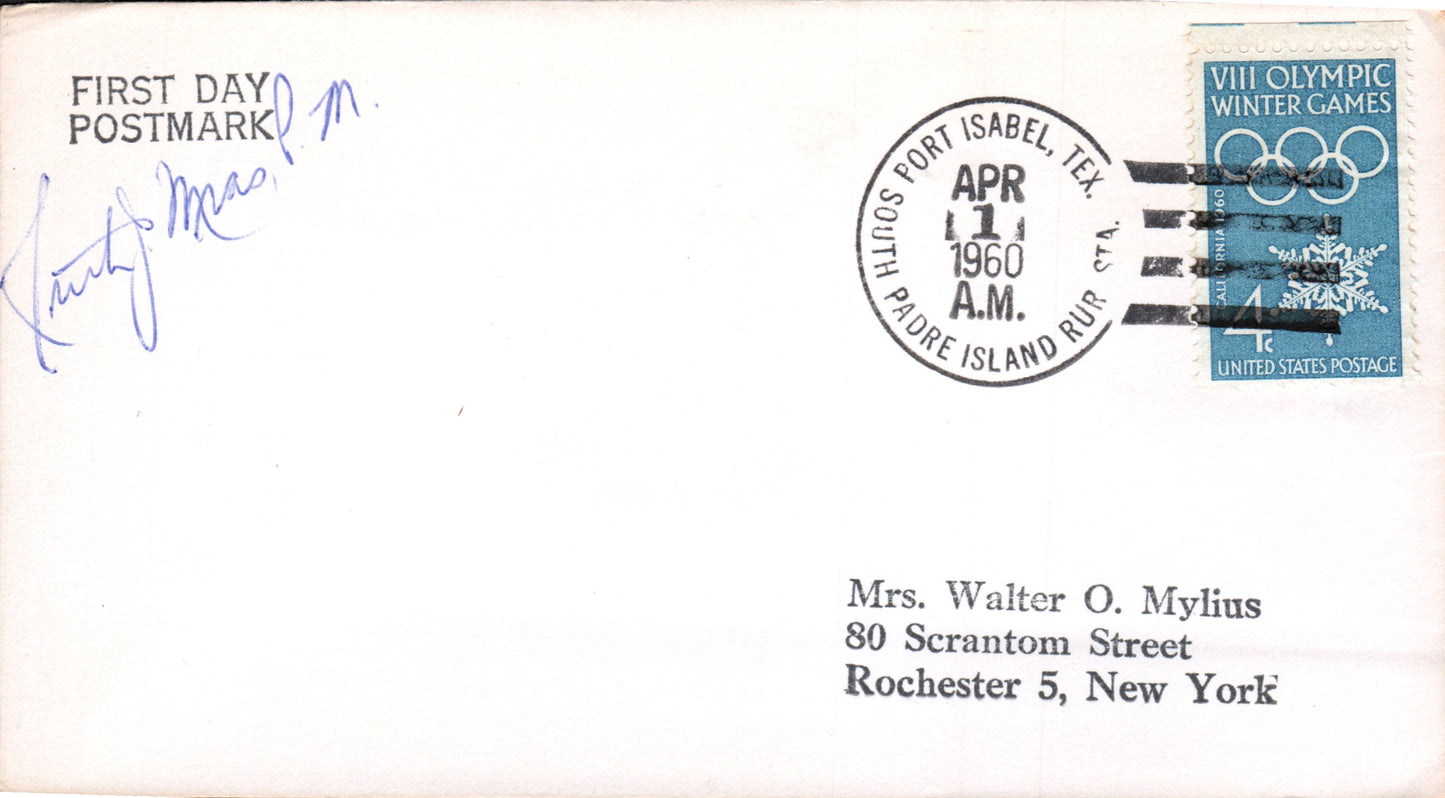 FIRST DAY
POSTMARK
P. M.
PORT ISABEL, TEX.
APR
1
1960
A.M.
SOUTH PADRE ISLAND RUR STA.
VIII OLYMPIC
WINTER GAMES
CALIFORNIA 1960
4c
UNITED STATES POSTAGE
Mrs. Walter O. Mylius
80 Scrantom Street
Rochester 5, New York